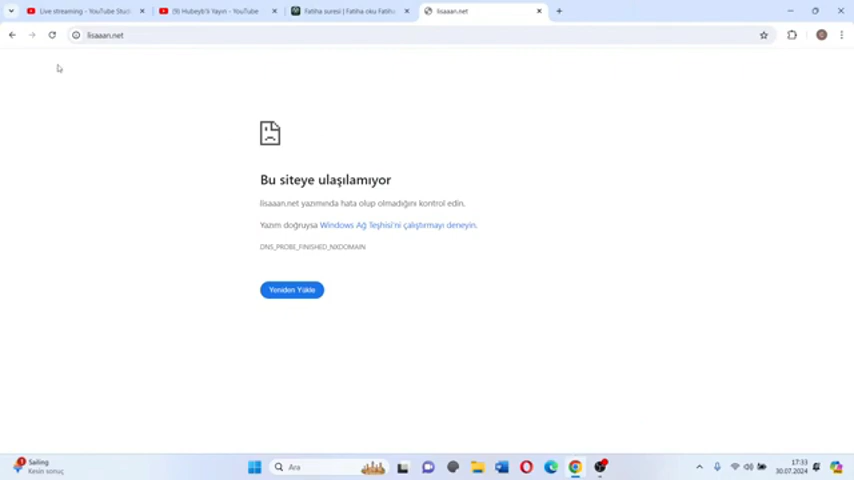 Live streaming - YouTube Studi
(9) Hubeyb'li Yayın - YouTube
Fatiha suresi | Fatiha oku Fatiha
lisaaan.net
lisaaan.net
Bu siteye ulaşılamıyor
lisaaan.net yazımında hata olup olmadığını kontrol edin.
Yazım doğruysa Windows Ağ Teşhisi'ni çalıştırmayı deneyin.
DNS_PROBE_FINISHED_NXDOMAIN
Yeniden Yükle
Sailing
Kesin sonuç
Ara
17:33
30.07.2024